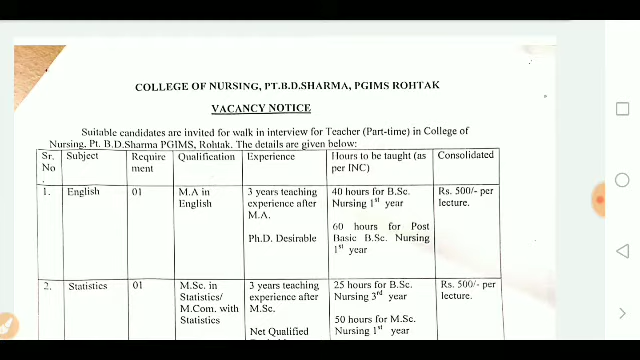 COLLEGE OF NURSING, PT.B.D.SHARMA, PGIMS ROHTAK
VACANCY NOTICE
Suitable candidates are invited for walk in interview for Teacher (Part-time) in College of
Nursing, Pt. B.D.Sharma PGIMS, Rohtak. The details are given below:
Sr. No . Subject Require ment Qualification Experience Hours to be taught (as per INC) Consolidated
1. English 01 M.A in English 3 years teaching experience after M.A. Ph.D. Desirable 40 hours for B.Sc. Nursing 1st year 60 hours for Post Basic B.Sc. Nursing 1st year Rs. 500/- per lecture.
2. Statistics 01 M.Sc. in Statistics/ M.Com. with Statistics 3 years teaching experience after M.Sc. Net Qualified 25 hours for B.Sc. Nursing 3rd year 50 hours for M.Sc. Nursing 1st year Rs. 500/- per lecture.